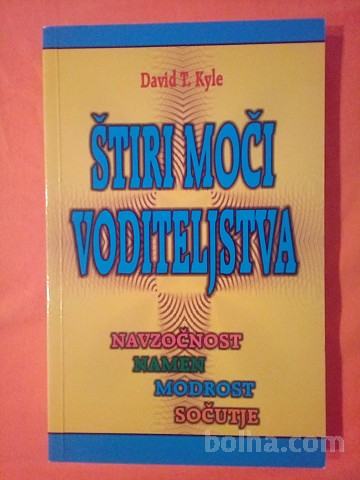 David T. Kyle
ŠTIRI MOČI
VODITELJSTVA
NAVZOČNOST
NAMEN
MODROST
SOČUTJE
bolha.com